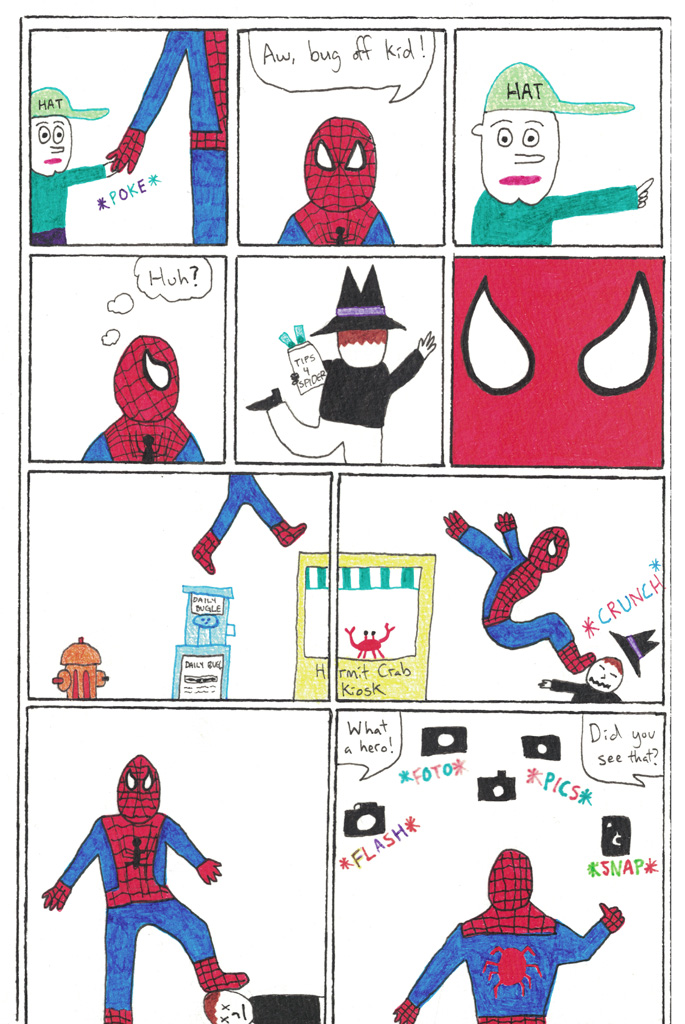 HAT
*POKE*
Aw, bug off kid!
HAT
Huh?
TIPS
4
SPIDER
DAILY
BUGLE
DAILY BUGL
Hermit Crab
Kiosk
*CRUNCH*
What
a hero!
Did you
see that?
*FOTO*
*PICS*
*FLASH*
*SNAP*